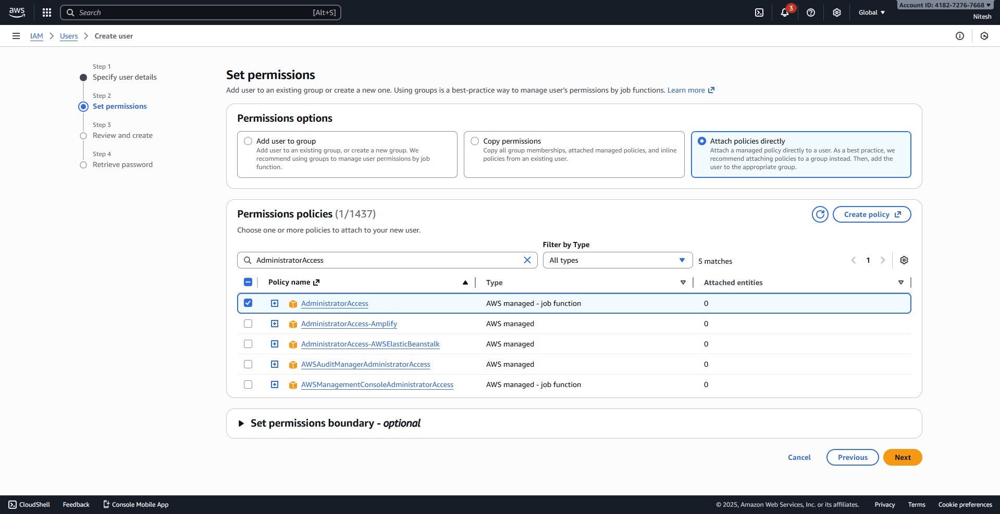 aws
Search
[Alt+S]
3
Global
Account ID: 4182-7276-7668
Nitesh
IAM
Users
Create user
Step 1
Specify user details
Step 2
Set permissions
Step 3
Review and create
Step 4
Retrieve password
Set permissions
Add user to an existing group or create a new one. Using groups is a best-practice way to manage user's permissions by job functions. Learn more
Permissions options
Add user to group
Add user to an existing group, or create a new group. We
recommend using groups to manage user permissions by job
function.
Copy permissions
Copy all group memberships, attached managed policies, and inline
policies from an existing user.
Attach policies directly
Attach a managed policy directly to a user. As a best practice, we
recommend attaching policies to a group instead. Then, add the
user to the appropriate group.
Permissions policies (1/1437)
Create policy
Choose one or more policies to attach to your new user.
Filter by Type
AdministratorAccess
All types
5 matches
1
Policy name
Type
Attached entities
AdministratorAccess
AWS managed - job function
0
AdministratorAccess-Amplify
AWS managed
0
AdministratorAccess-AWSElasticBeanstalk
AWS managed
0
AWSAuditManagerAdministratorAccess
AWS managed
0
AWSManagementConsoleAdministratorAccess
AWS managed - job function
0
Set permissions boundary - optional
Cancel
Previous
Next
CloudShell
Feedback
Console Mobile App
© 2025, Amazon Web Services, Inc. or its affiliates.
Privacy
Terms
Cookie preferences